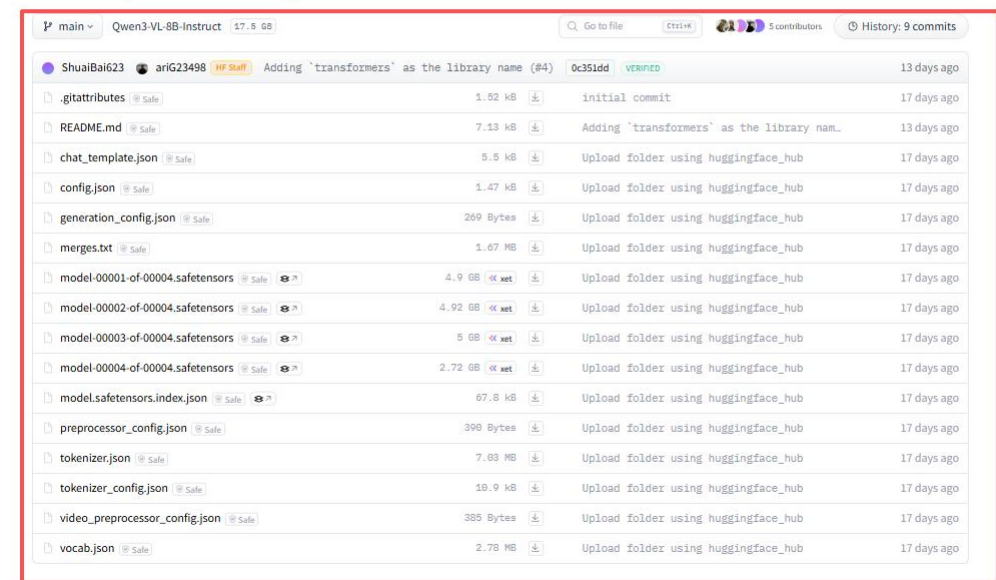 main Qwen3-VL-8B-Instruct 17.5 GB Go to file Ctrl+K 5 contributors History: 9 commits
ShuaiBai623 ariG23498 HF Staff Adding `transformers` as the library name (#4) 0c351dd VERIFIED 13 days ago
.gitattributes Safe 1.52 kB initial commit 17 days ago
README.md Safe 7.13 kB Adding `transformers` as the library nam… 13 days ago
chat_template.json Safe 5.5 kB Upload folder using huggingface_hub 17 days ago
config.json Safe 1.47 kB Upload folder using huggingface_hub 17 days ago
generation_config.json Safe 269 Bytes Upload folder using huggingface_hub 17 days ago
merges.txt Safe 1.67 MB Upload folder using huggingface_hub 17 days ago
model-00001-of-00004.safetensors Safe 4.9 GB xet Upload folder using huggingface_hub 17 days ago
model-00002-of-00004.safetensors Safe 4.92 GB xet Upload folder using huggingface_hub 17 days ago
model-00003-of-00004.safetensors Safe 5 GB xet Upload folder using huggingface_hub 17 days ago
model-00004-of-00004.safetensors Safe 2.72 GB xet Upload folder using huggingface_hub 17 days ago
model.safetensors.index.json Safe 67.8 kB Upload folder using huggingface_hub 17 days ago
preprocessor_config.json Safe 390 Bytes Upload folder using huggingface_hub 17 days ago
tokenizer.json Safe 7.03 MB Upload folder using huggingface_hub 17 days ago
tokenizer_config.json Safe 10.9 kB Upload folder using huggingface_hub 17 days ago
video_preprocessor_config.json Safe 385 Bytes Upload folder using huggingface_hub 17 days ago
vocab.json Safe 2.78 MB Upload folder using huggingface_hub 17 days ago